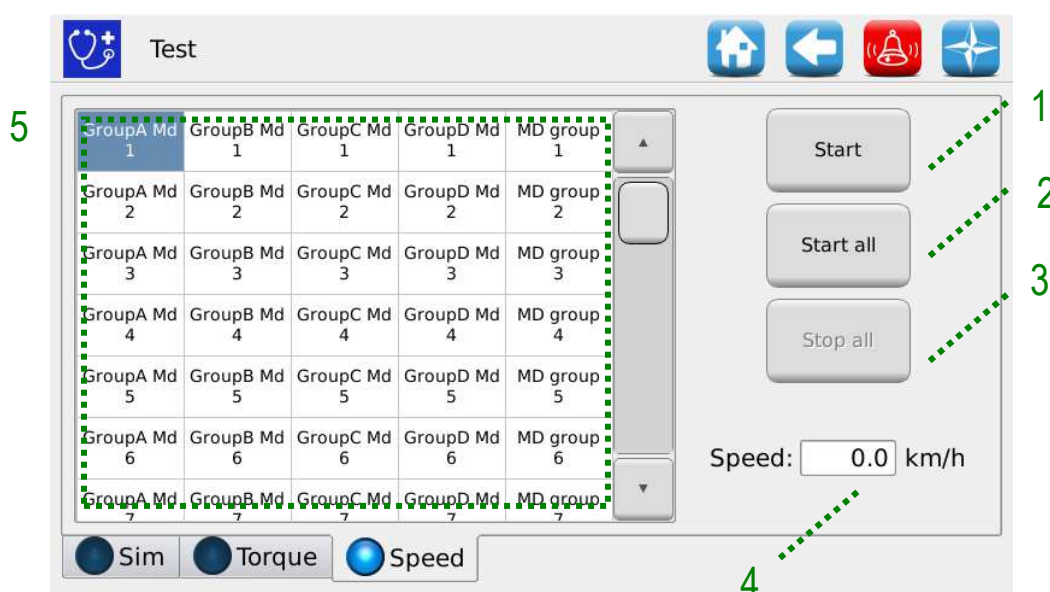 Test
5
1
2
3
4
GroupA Md GroupB Md GroupC Md GroupD Md MD group
1 1 1 1 1
GroupA Md GroupB Md GroupC Md GroupD Md MD group
2 2 2 2 2
GroupA Md GroupB Md GroupC Md GroupD Md MD group
3 3 3 3 3
GroupA Md GroupB Md GroupC Md GroupD Md MD group
4 4 4 4 4
GroupA Md GroupB Md GroupC Md GroupD Md MD group
5 5 5 5 5
GroupA Md GroupB Md GroupC Md GroupD Md MD group
6 6 6 6 6
GroupA Md GroupB Md GroupC Md GroupD Md MD group
7 7 7 7 7
Start
Start all
Stop all
Speed: 0.0 km/h
Sim Torque Speed